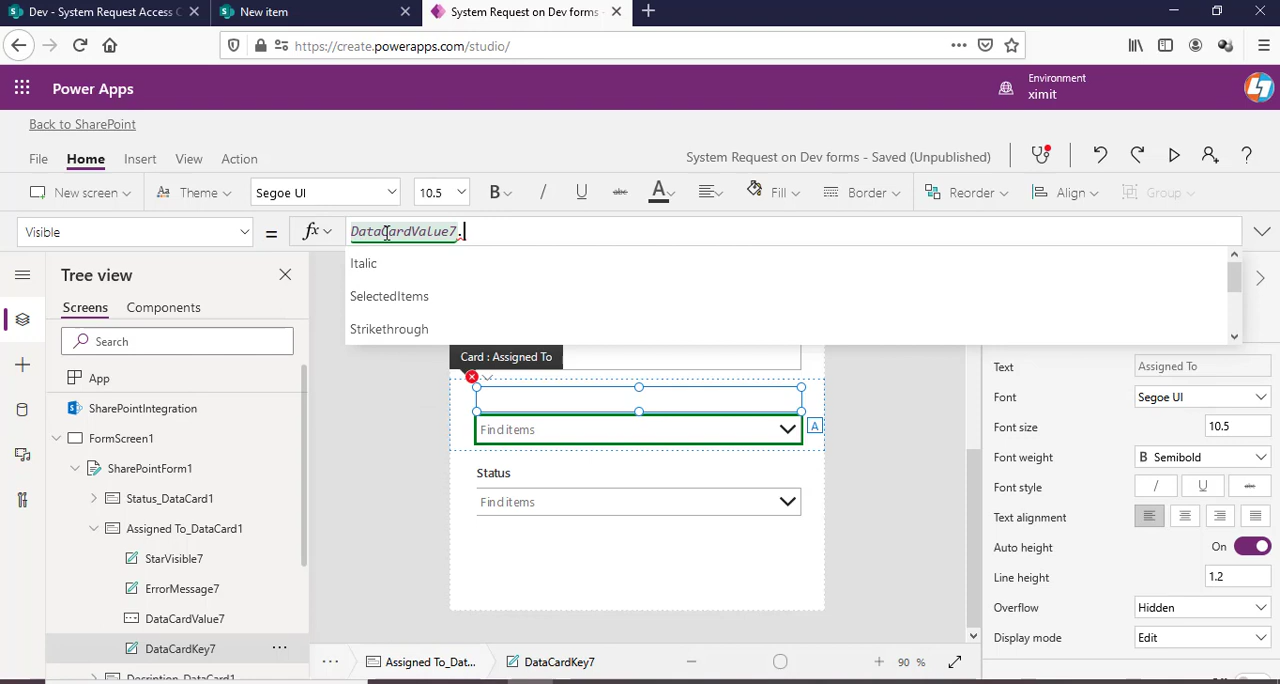 Dev - System Request Access C
New item
System Request on Dev forms -
https://create.powerapps.com/studio/
Power Apps
Environment
ximit
Back to SharePoint
File Home Insert View Action
System Request on Dev forms - Saved (Unpublished)
New screen
Theme
Segoe UI
10.5
B
/
U
abc
A
Fill
Border
Reorder
Align
Group
Visible
=
fx
DataCardValue7.
Italic
SelectedItems
Strikethrough
Tree view
Screens Components
Search
App
SharePointIntegration
FormScreen1
SharePointForm1
Status_DataCard1
Assigned To_DataCard1
StarVisible7
ErrorMessage7
DataCardValue7
DataCardKey7
Card : Assigned To
Find items
A
Status
Find items
Text Assigned To
Font Segoe UI
Font size 10.5
Font weight B Semibold
Font style / U abc
Text alignment
Auto height On
Line height 1.2
Overflow Hidden
Display mode Edit
Assigned To_Dat...
DataCardKey7
90 %